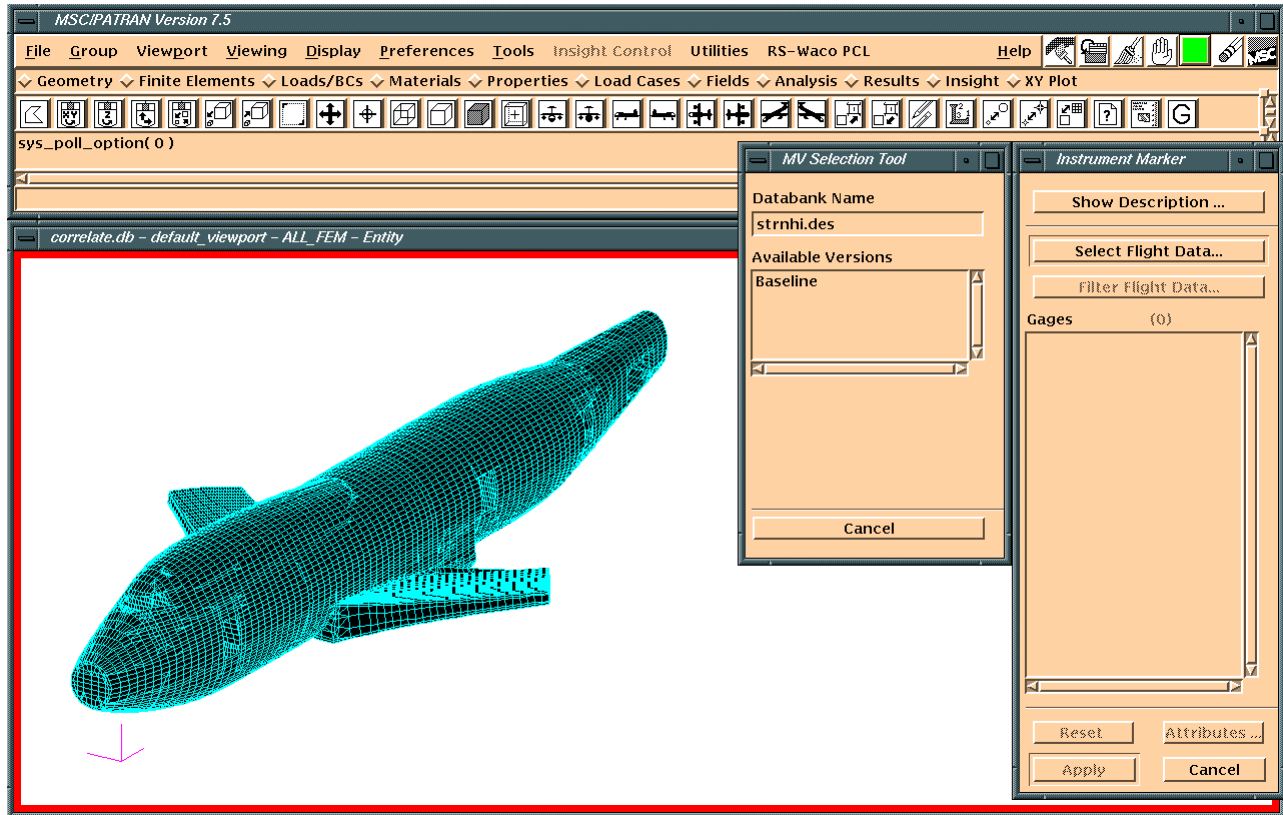 MSC/PATRAN Version 7.5
File Group Viewport Viewing Display Preferences Tools Insight Control Utilities RS-Waco PCL Help
MSC
Geometry Finite Elements Loads/BCs Materials Properties Load Cases Fields Analysis Results Insight XY Plot
XY Z G
sys_poll_option( 0 )
MV Selection Tool
Databank Name
strnhi.des
Available Versions
Baseline
Cancel
Instrument Marker
Show Description ...
Select Flight Data...
Filter Flight Data...
Gages (0)
Reset Attributes ...
Apply Cancel
correlate.db - default_viewport - ALL_FEM - Entity